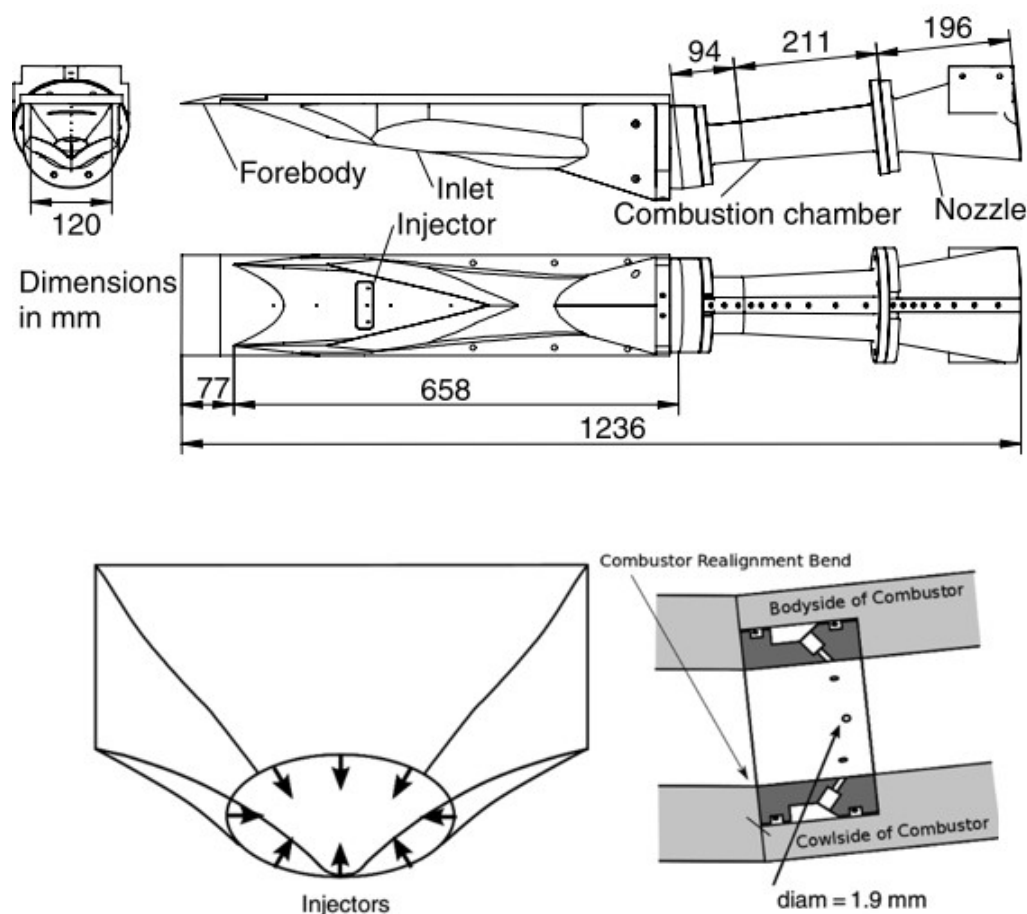 94
211
196
Forebody
Inlet
Injector
Combustion chamber
Nozzle
120
Dimensions
in mm
77
658
1236
Combustor Realignment Bend
Bodyside of Combustor
Cowlside of Combustor
Injectors
diam = 1.9 mm